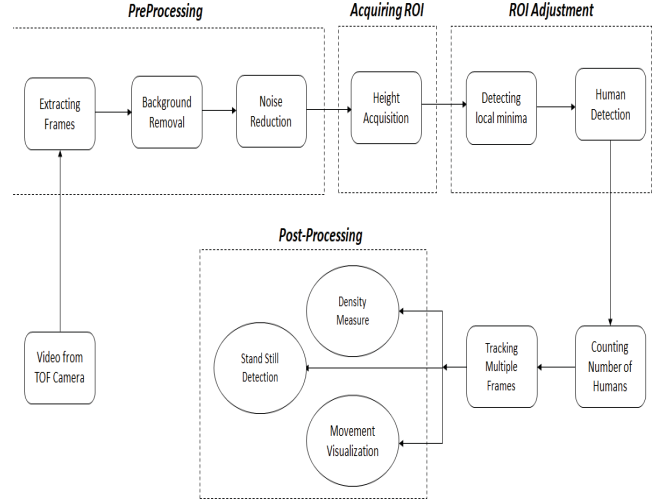 PreProcessing
Acquiring ROI
ROI Adjustment
Extracting
Frames
Background
Removal
Noise
Reduction
Height
Acquisition
Detecting
local minima
Human
Detection
Post-Processing
Density
Measure
Stand Still
Detection
Movement
Visualization
Video from
TOF Camera
Tracking
Multiple
Frames
Counting
Number of
Humans